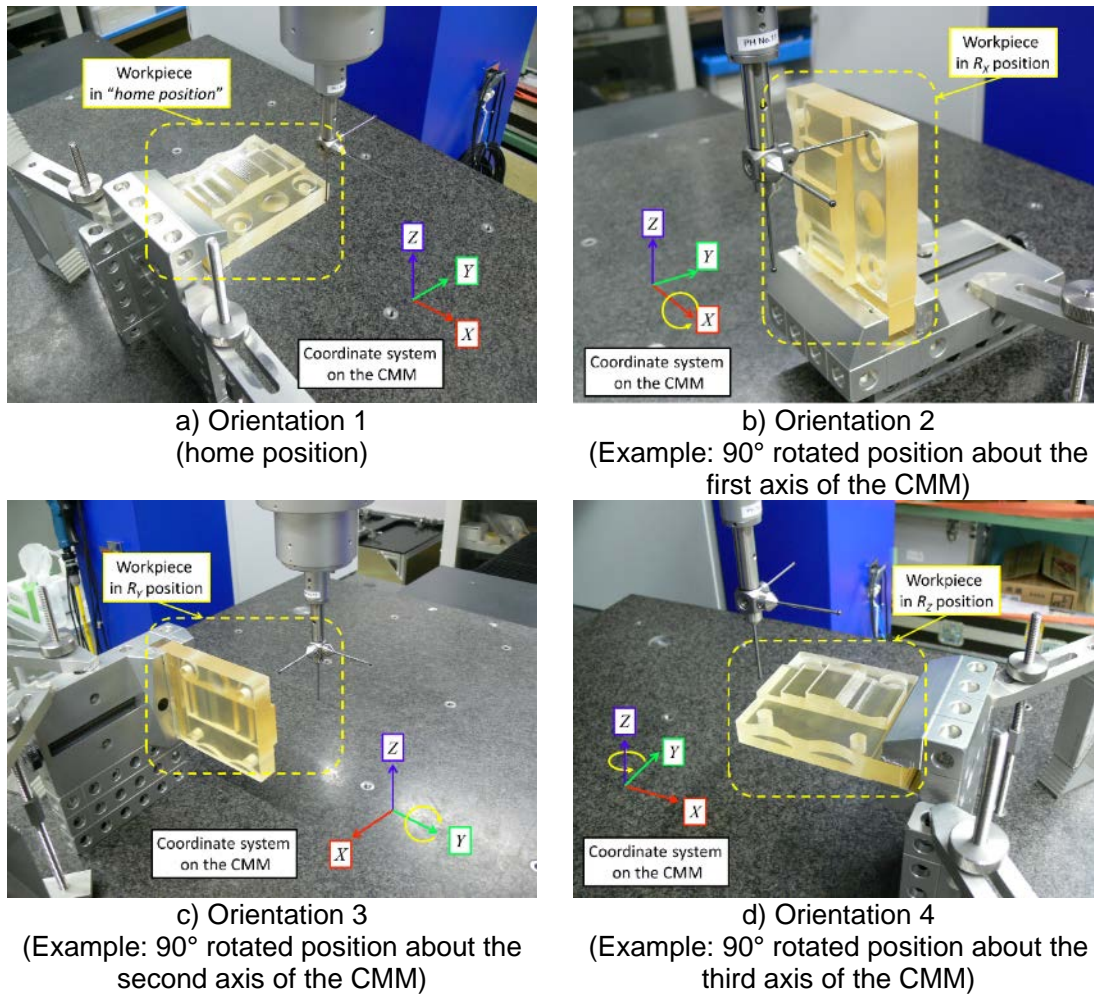 Workpiece
in "home position"
Z
Y
X
Coordinate system
on the CMM
a) Orientation 1
(home position)
PH No.1
Workpiece
in RX position
Z
Y
X
Coordinate system
on the CMM
b) Orientation 2
(Example: 90° rotated position about the
first axis of the CMM)
Workpiece
in RY position
Z
X
Y
Coordinate system
on the CMM
c) Orientation 3
(Example: 90° rotated position about the
second axis of the CMM)
Workpiece
in RZ position
Z
Y
X
Coordinate system
on the CMM
d) Orientation 4
(Example: 90° rotated position about the
third axis of the CMM)